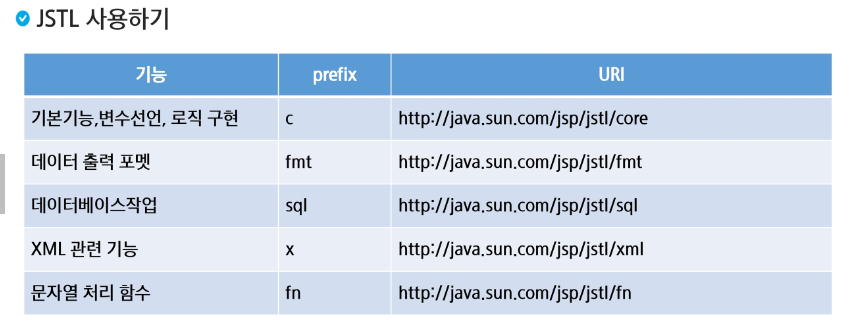 JSTL 사용하기
기능 prefix URI
기본기능,변수선언, 로직 구현 c http://java.sun.com/jsp/jstl/core
데이터 출력 포멧 fmt http://java.sun.com/jsp/jstl/fmt
데이터베이스작업 sql http://java.sun.com/jsp/jstl/sql
XML 관련 기능 x http://java.sun.com/jsp/jstl/xml
문자열 처리 함수 fn http://java.sun.com/jsp/jstl/fn